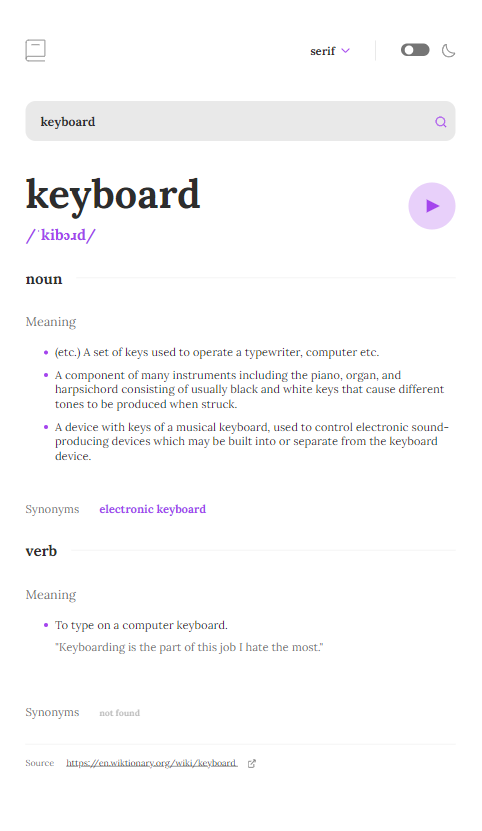 serif
keyboard
keyboard
/ˈkibɔɹd/
noun
Meaning
(etc.) A set of keys used to operate a typewriter, computer etc.
A component of many instruments including the piano, organ, and
harpsichord consisting of usually black and white keys that cause different
tones to be produced when struck.
A device with keys of a musical keyboard, used to control electronic sound-
producing devices which may be built into or separate from the keyboard
device.
Synonyms electronic keyboard
verb
Meaning
To type on a computer keyboard.
"Keyboarding is the part of this job I hate the most."
Synonyms not found
Source https://en.wiktionary.org/wiki/keyboard